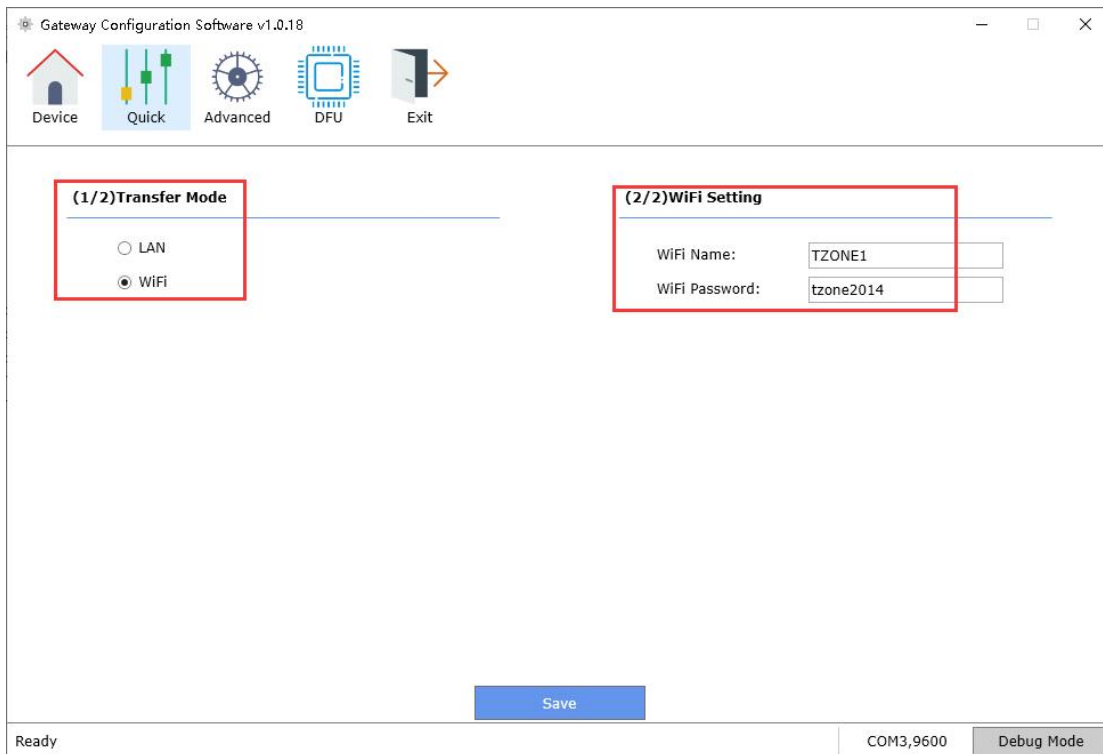 Gateway Configuration Software v1.0.18
Device Quick Advanced DFU Exit
(1/2)Transfer Mode
LAN
WiFi
(2/2)WiFi Setting
WiFi Name: TZONE1
WiFi Password: tzone2014
Save
Ready COM3,9600 Debug Mode